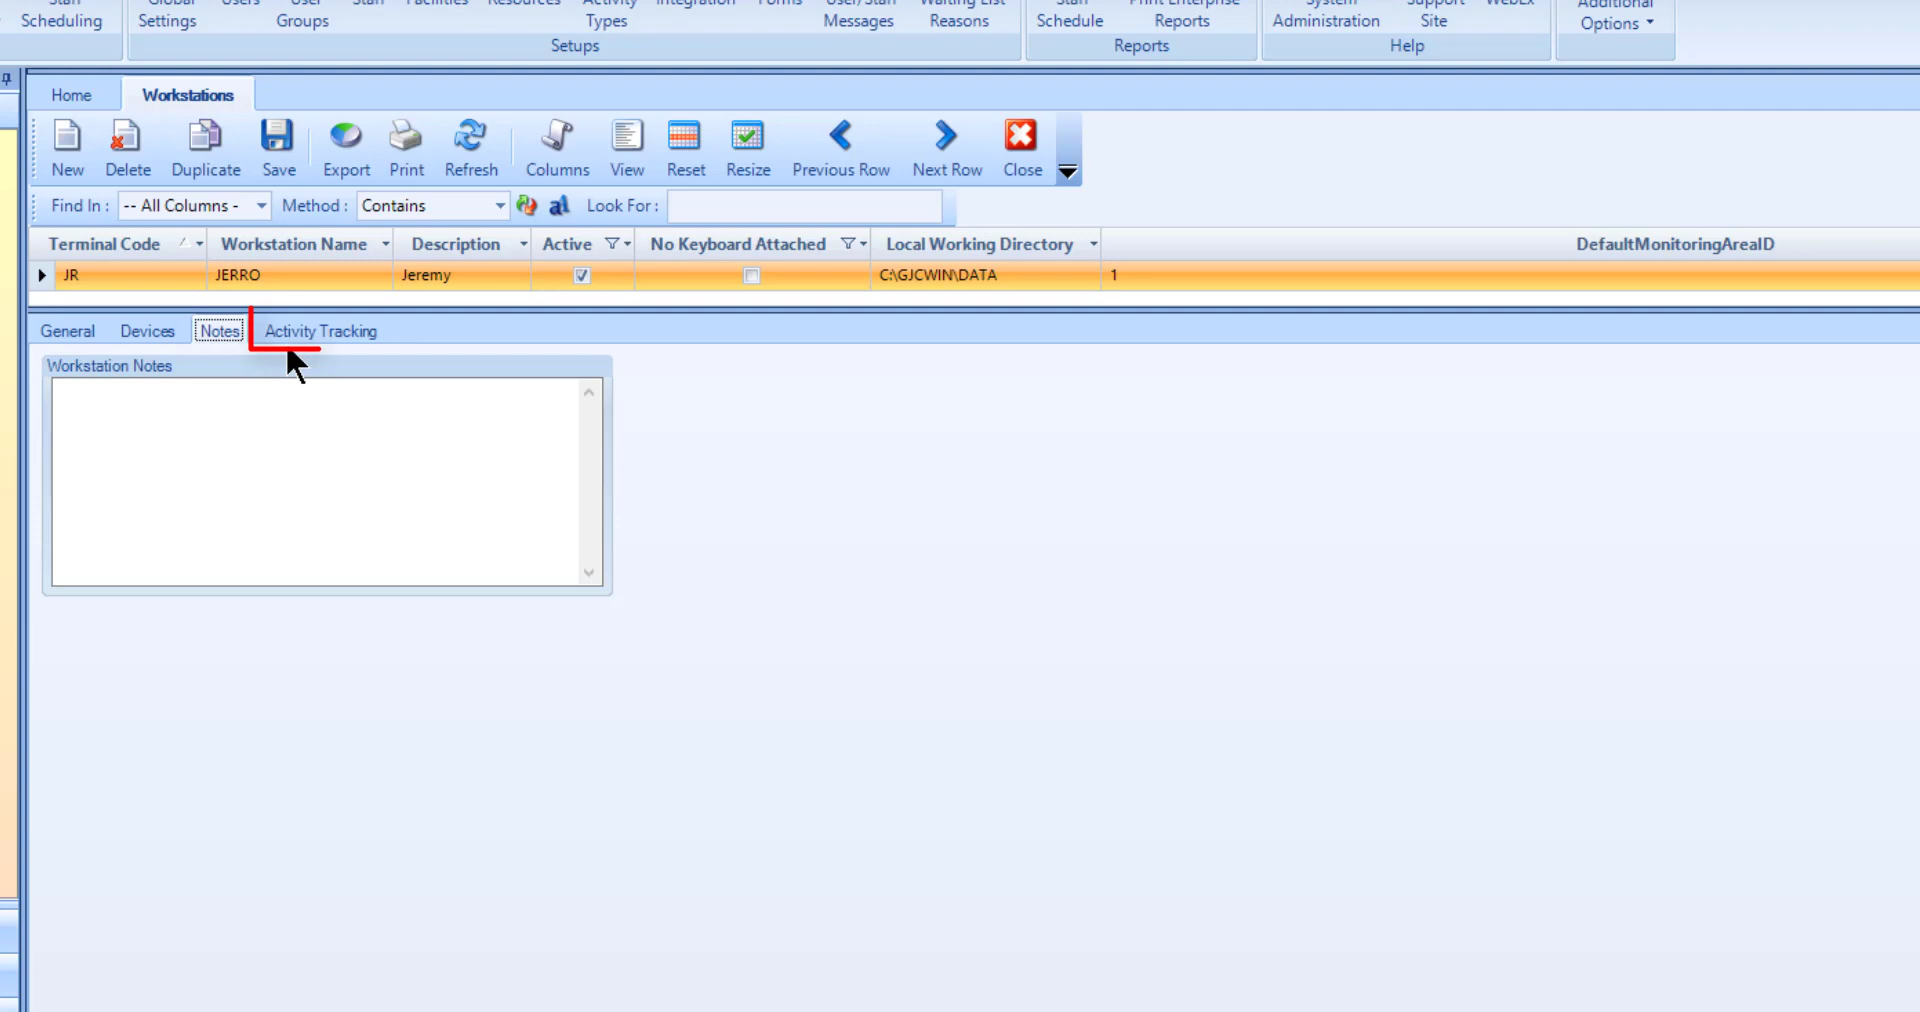 Scheduling Settings Groups Types Messages Reasons Schedule Reports Administration Site Options
Setups Reports Help
Home Workstations
New Delete Duplicate Save Export Print Refresh Columns View Reset Resize Previous Row Next Row Close
Find In : -- All Columns - Method : Contains Look For :
Terminal Code Workstation Name Description Active No Keyboard Attached Local Working Directory DefaultMonitoringAreaID
JR JERRO Jeremy C:\GJCWIN\DATA 1
General Devices Notes Activity Tracking
Workstation Notes